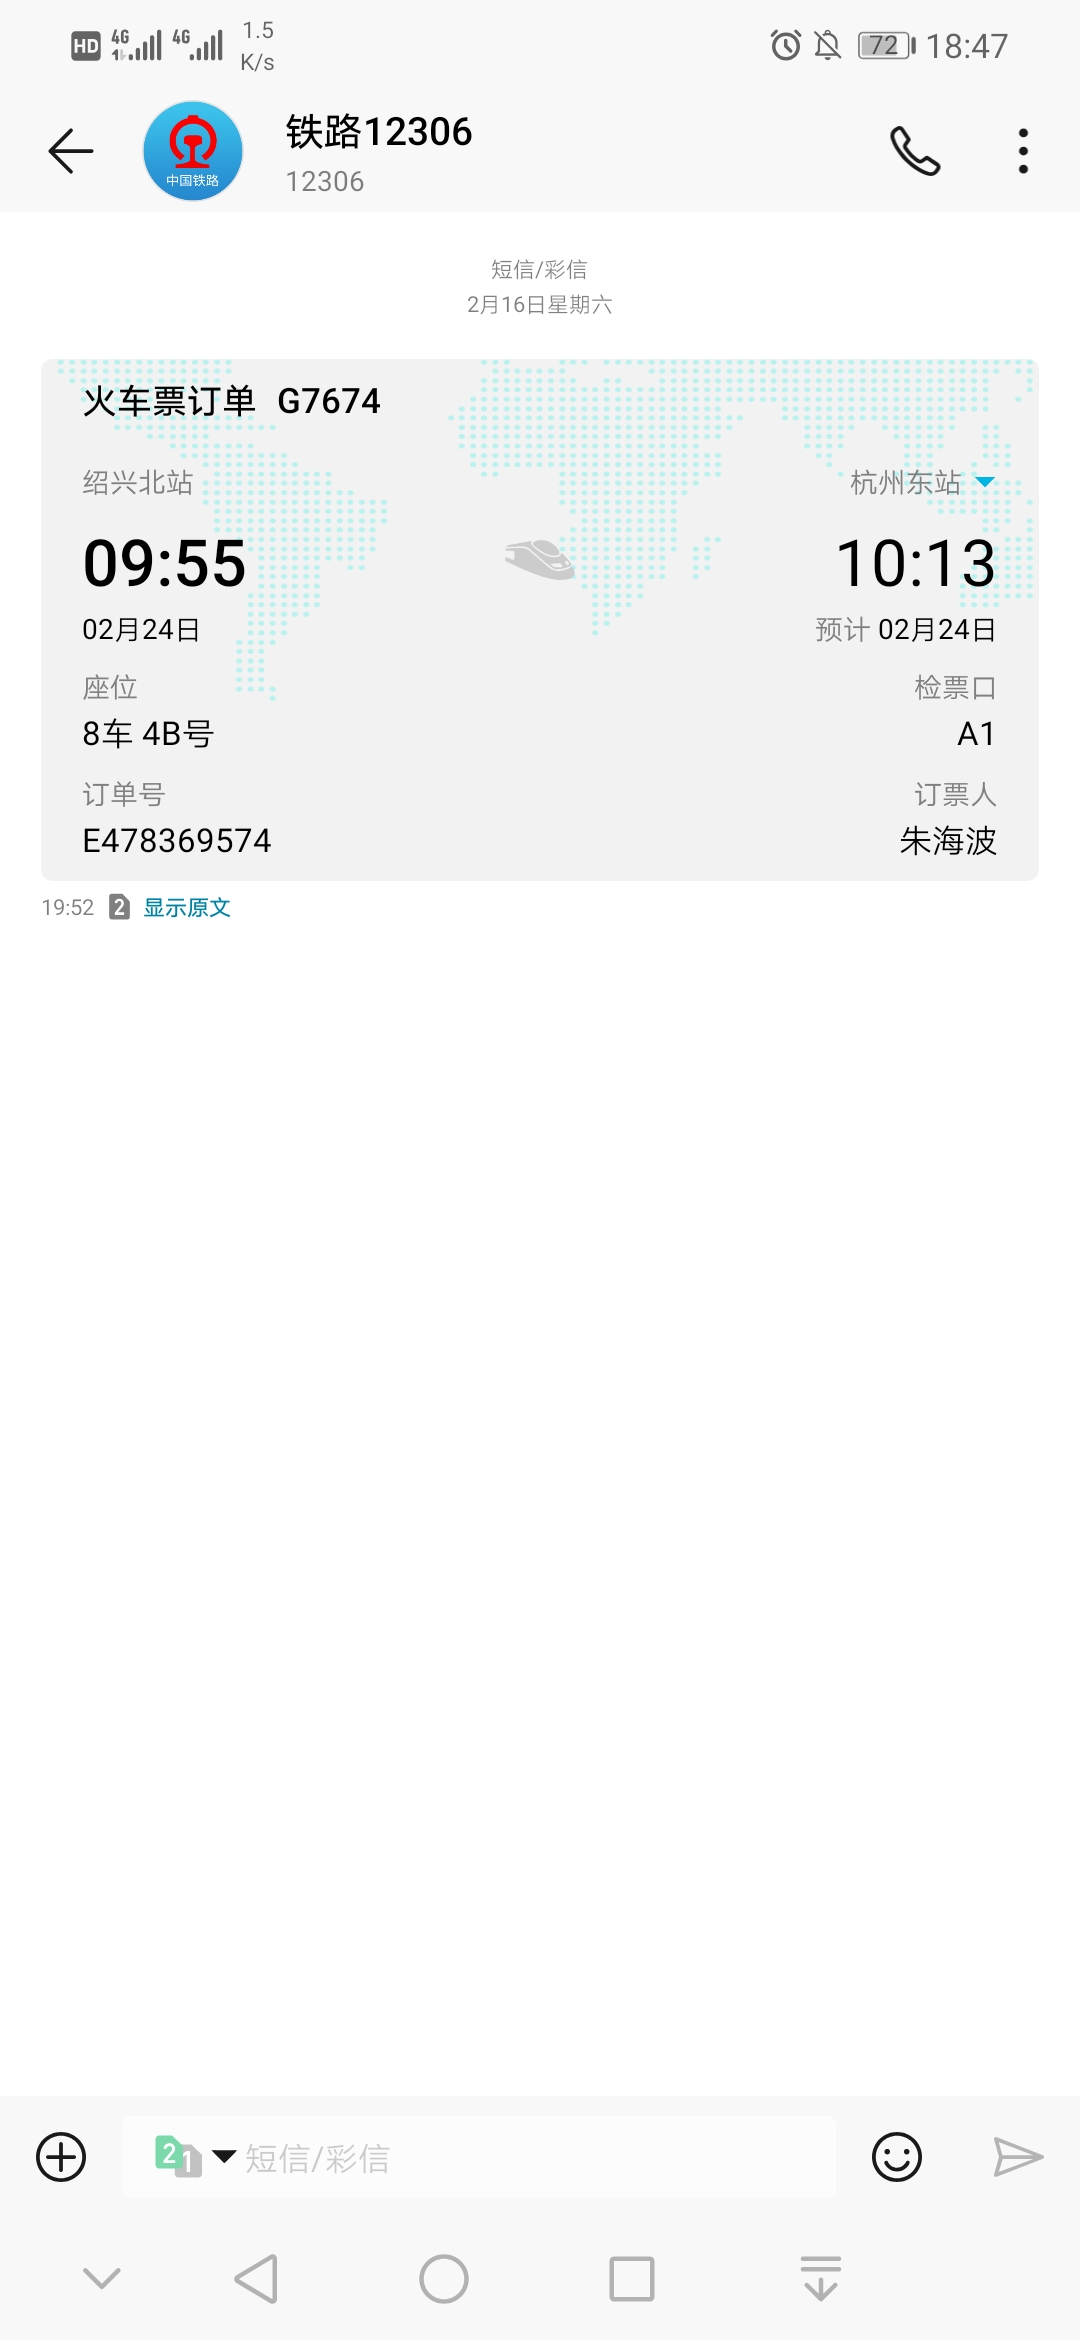 HD 4G 4G 1.5 K/s 72 18:47
中国铁路
铁路12306
12306
短信/彩信
2月16日星期六
火车票订单 G7674
绍兴北站 杭州东站
09:55 10:13
02月24日 预计 02月24日
座位 检票口
8车 4B号 A1
订单号 订票人
E478369574 朱海波
19:52 2 显示原文
2 1 短信/彩信